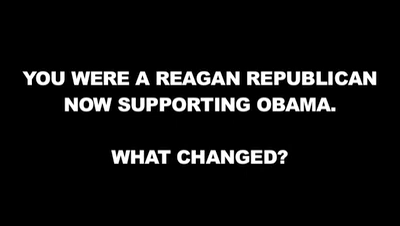 YOU WERE A REAGAN REPUBLICAN
NOW SUPPORTING OBAMA.
WHAT CHANGED?